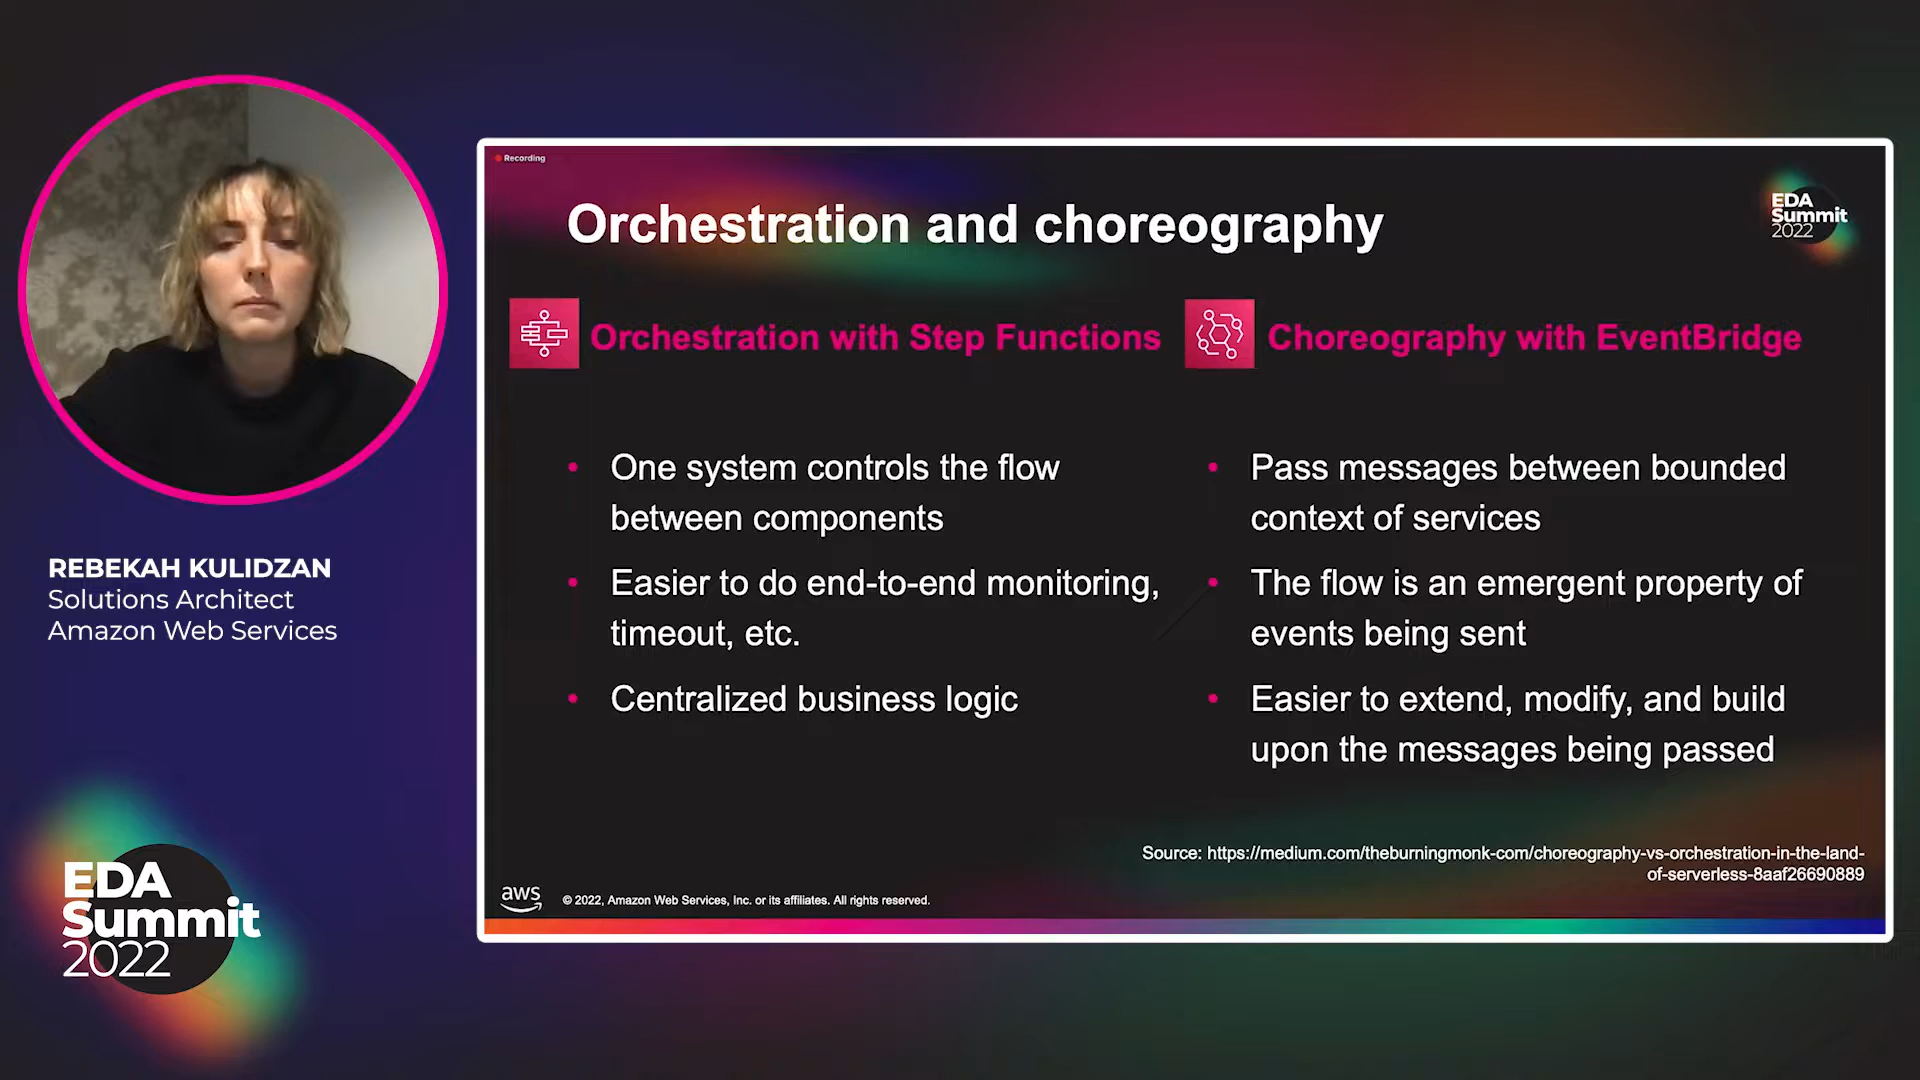 Recording
Orchestration and choreography
EDA
Summit
2022
Orchestration with Step Functions
Choreography with EventBridge
• One system controls the flow
between components
• Easier to do end-to-end monitoring,
timeout, etc.
• Centralized business logic
• Pass messages between bounded
context of services
• The flow is an emergent property of
events being sent
• Easier to extend, modify, and build
upon the messages being passed
Source: https://medium.com/theburningmonk-com/choreography-vs-orchestration-in-the-land-
of-serverless-8aaf26690889
aws
© 2022, Amazon Web Services, Inc. or its affiliates. All rights reserved.
REBEKAH KULIDZAN
Solutions Architect
Amazon Web Services
EDA
Summit
2022